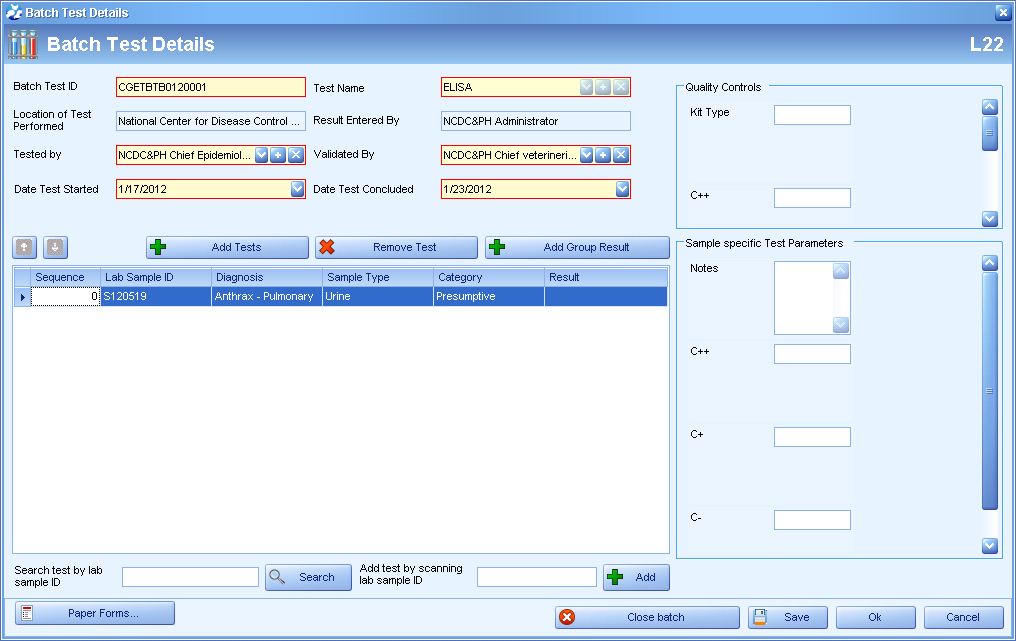 Batch Test Details
Batch Test Details
L22
Batch Test ID
CGETBTB0120001
Test Name
ELISA
Location of Test
Performed
National Center for Disease Control ...
Result Entered By
NCDC&PH Administrator
Tested by
NCDC&PH Chief Epidemiol...
Validated By
NCDC&PH Chief veterineri...
Date Test Started
1/17/2012
Date Test Concluded
1/23/2012
Add Tests
Remove Test
Add Group Result
Sequence Lab Sample ID Diagnosis Sample Type Category Result
0 S120519 Anthrax - Pulmonary Urine Presumptive
Quality Controls
Kit Type
C++
Sample specific Test Parameters
Notes
C++
C+
C-
Search test by lab
sample ID
Search
Add test by scanning
lab sample ID
Add
Paper Forms...
Close batch
Save
Ok
Cancel